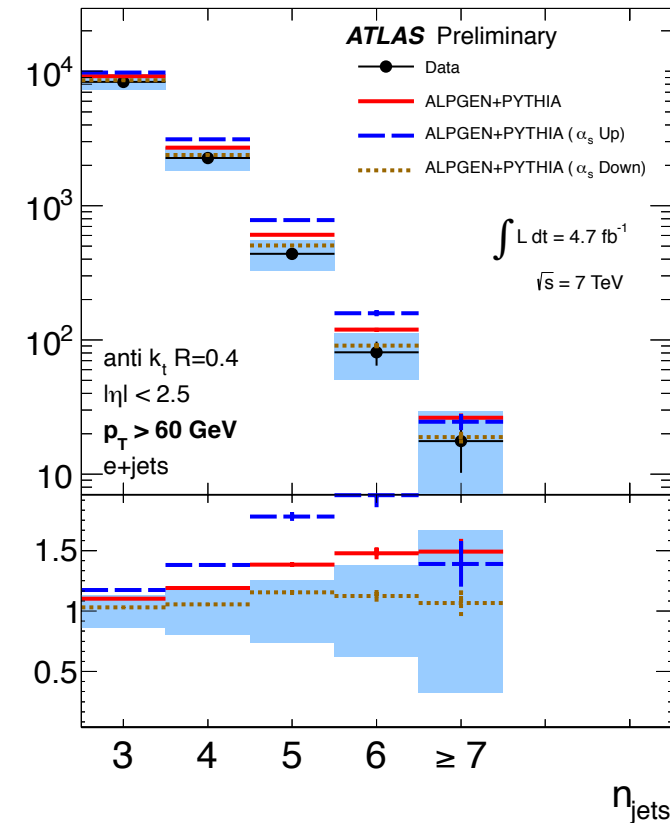 ATLAS Preliminary
Data
ALPGEN+PYTHIA
ALPGEN+PYTHIA ( αs Up)
ALPGEN+PYTHIA ( αs Down)
∫ L dt = 4.7 fb⁻¹
√s = 7 TeV
10⁴
10³
10²
10
anti kt R=0.4
|η| < 2.5
pT > 60 GeV
e+jets
1.5
1
0.5
3 4 5 6 ≥ 7
njets